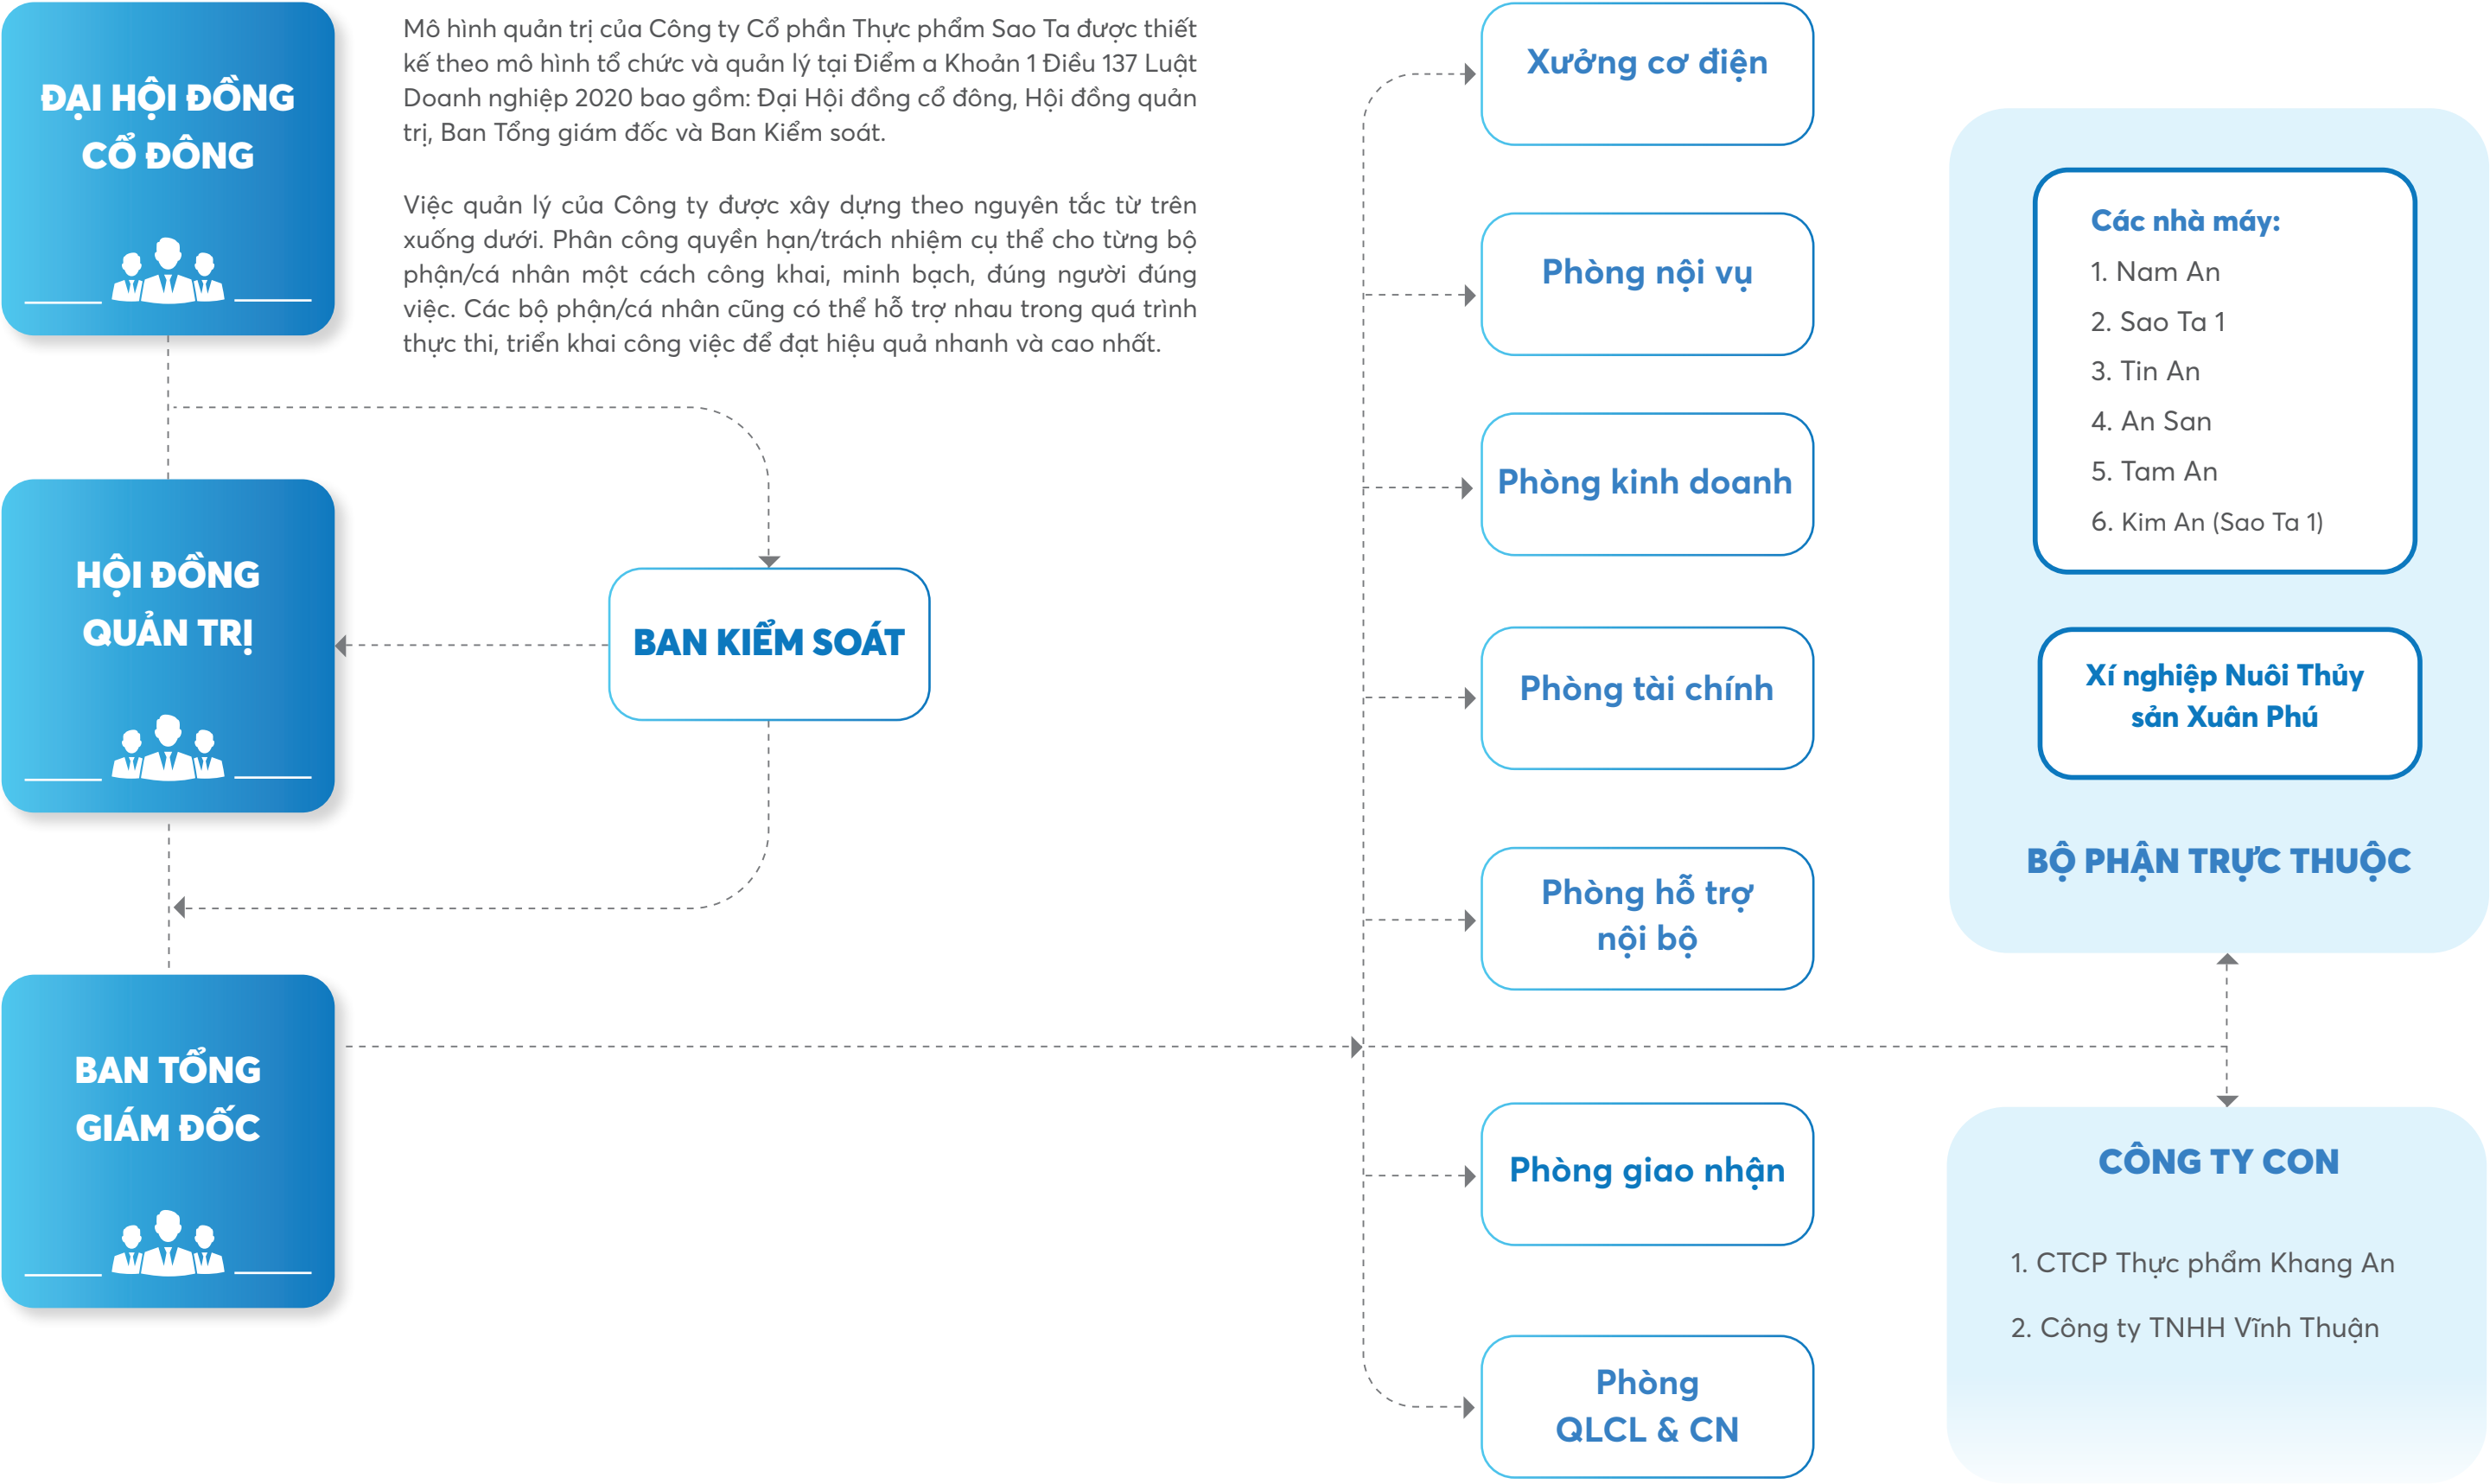 ĐẠI HỘI ĐỒNG
CỔ ĐÔNG
Mô hình quản trị của Công ty Cổ phần Thực phẩm Sao Ta được thiết
kế theo mô hình tổ chức và quản lý tại Điểm a Khoản 1 Điều 137 Luật
Doanh nghiệp 2020 bao gồm: Đại Hội đồng cổ đông, Hội đồng quản
trị, Ban Tổng giám đốc và Ban Kiểm soát.
Việc quản lý của Công ty được xây dựng theo nguyên tắc từ trên
xuống dưới. Phân công quyền hạn/trách nhiệm cụ thể cho từng bộ
phận/cá nhân một cách công khai, minh bạch, đúng người đúng
việc. Các bộ phận/cá nhân cũng có thể hỗ trợ nhau trong quá trình
thực thi, triển khai công việc để đạt hiệu quả nhanh và cao nhất.
HỘI ĐỒNG
QUẢN TRỊ
BAN KIỂM SOÁT
BAN TỔNG
GIÁM ĐỐC
Xưởng cơ điện
Phòng nội vụ
Phòng kinh doanh
Phòng tài chính
Phòng hỗ trợ
nội bộ
Phòng giao nhận
Phòng
QLCL & CN
Các nhà máy:
1. Nam An
2. Sao Ta 1
3. Tin An
4. An San
5. Tam An
6. Kim An (Sao Ta 1)
Xí nghiệp Nuôi Thủy
sản Xuân Phú
BỘ PHẬN TRỰC THUỘC
CÔNG TY CON
1. CTCP Thực phẩm Khang An
2. Công ty TNHH Vĩnh Thuận